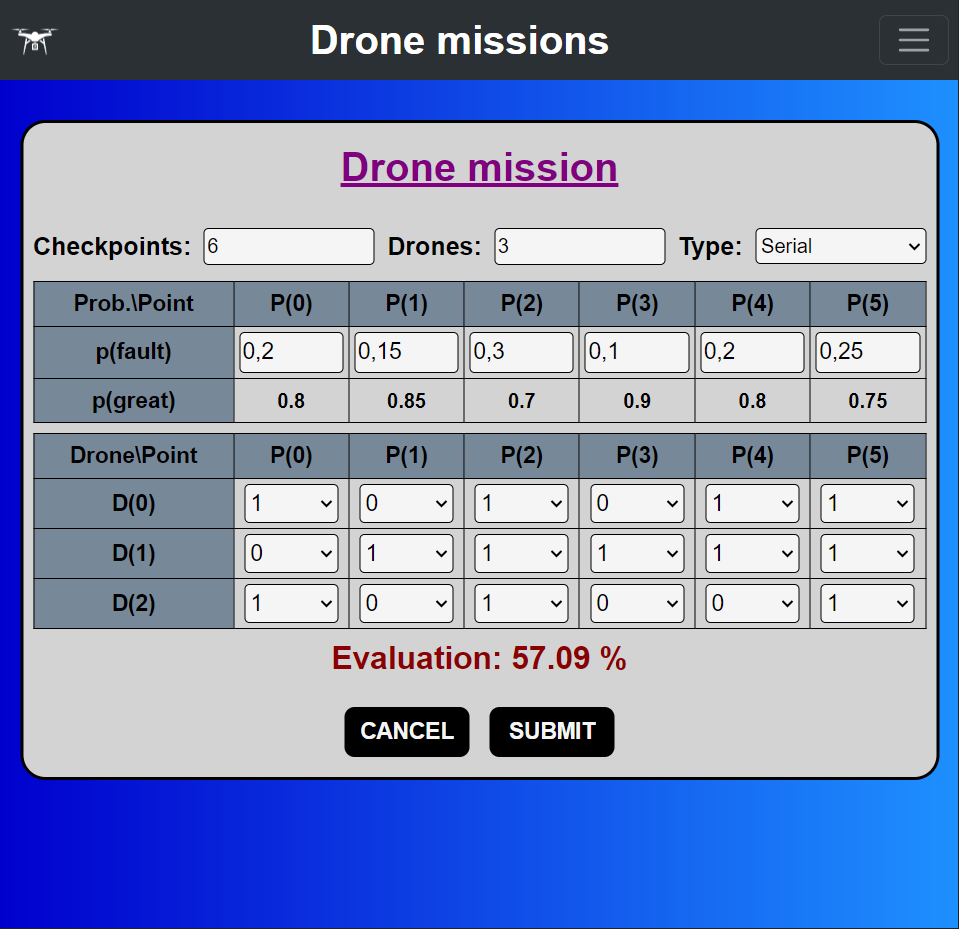 Drone missions
Drone mission
Checkpoints: 6 Drones: 3 Type: Serial
Prob.\Point P(0) P(1) P(2) P(3) P(4) P(5)
p(fault) 0,2 0,15 0,3 0,1 0,2 0,25
p(great) 0.8 0.85 0.7 0.9 0.8 0.75
Drone\Point P(0) P(1) P(2) P(3) P(4) P(5)
D(0) 1 0 1 0 1 1
D(1) 0 1 1 1 1 1
D(2) 1 0 1 0 0 1
Evaluation: 57.09 %
CANCEL SUBMIT